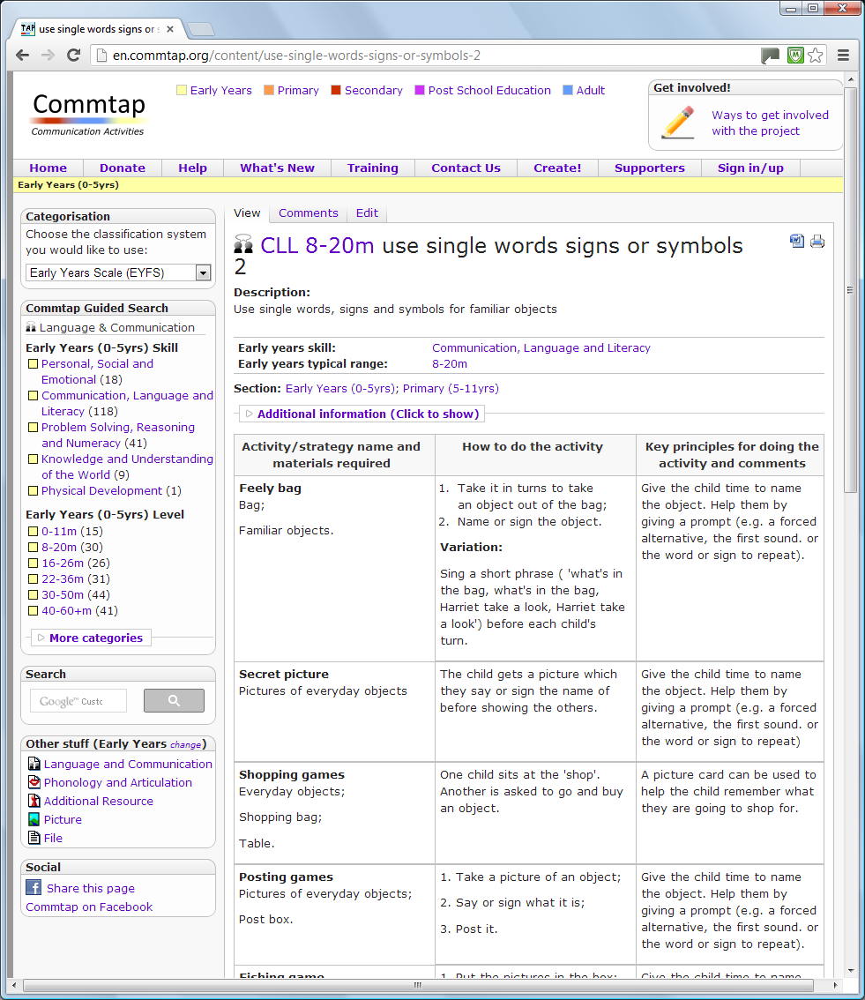 use single words signs or s
en.commtap.org/content/use-single-words-signs-or-symbols-2
Commtap
Communication Activities
Early Years Primary Secondary Post School Education Adult
Get involved!
Ways to get involved
with the project
Home Donate Help What's New Training Contact Us Create! Supporters Sign in/up
Early Years (0-5yrs)
Categorisation
Choose the classification system
you would like to use:
Early Years Scale (EYFS)
Commtap Guided Search
Language & Communication
Early Years (0-5yrs) Skill
Personal, Social and
Emotional (18)
Communication, Language and
Literacy (118)
Problem Solving, Reasoning
and Numeracy (41)
Knowledge and Understanding
of the World (9)
Physical Development (1)
Early Years (0-5yrs) Level
0-11m (15)
8-20m (30)
16-26m (26)
22-36m (31)
30-50m (44)
40-60+m (41)
More categories
Search
Google™ Custc
Other stuff (Early Years change)
Language and Communication
Phonology and Articulation
Additional Resource
Picture
File
Social
Share this page
Commtap on Facebook
View Comments Edit
CLL 8-20m use single words signs or symbols
2
Description:
Use single words, signs and symbols for familiar objects
Early years skill: Communication, Language and Literacy
Early years typical range: 8-20m
Section: Early Years (0-5yrs); Primary (5-11yrs)
Additional information (Click to show)
Activity/strategy name and
materials required
How to do the activity
Key principles for doing the
activity and comments
Feely bag
Bag;
Familiar objects.
1. Take it in turns to take
an object out of the bag;
2. Name or sign the object.
Variation:
Sing a short phrase ( 'what's in
the bag, what's in the bag,
Harriet take a look, Harriet take
a look') before each child's
turn.
Give the child time to name
the object. Help them by
giving a prompt (e.g. a forced
alternative, the first sound. or
the word or sign to repeat).
Secret picture
Pictures of everyday objects
The child gets a picture which
they say or sign the name of
before showing the others.
Give the child time to name
the object. Help them by
giving a prompt (e.g. a forced
alternative, the first sound. or
the word or sign to repeat)
Shopping games
Everyday objects;
Shopping bag;
Table.
One child sits at the 'shop'.
Another is asked to go and buy
an object.
A picture card can be used to
help the child remember what
they are going to shop for.
Posting games
Pictures of everyday objects;
Post box.
1. Take a picture of an object;
2. Say or sign what it is;
3. Post it.
Give the child time to name
the object. Help them by
giving a prompt (e.g. a forced
alternative, the first sound. or
the word or sign to repeat).
Fishing game
1. Put the pictures in the box;
Give the child time to name